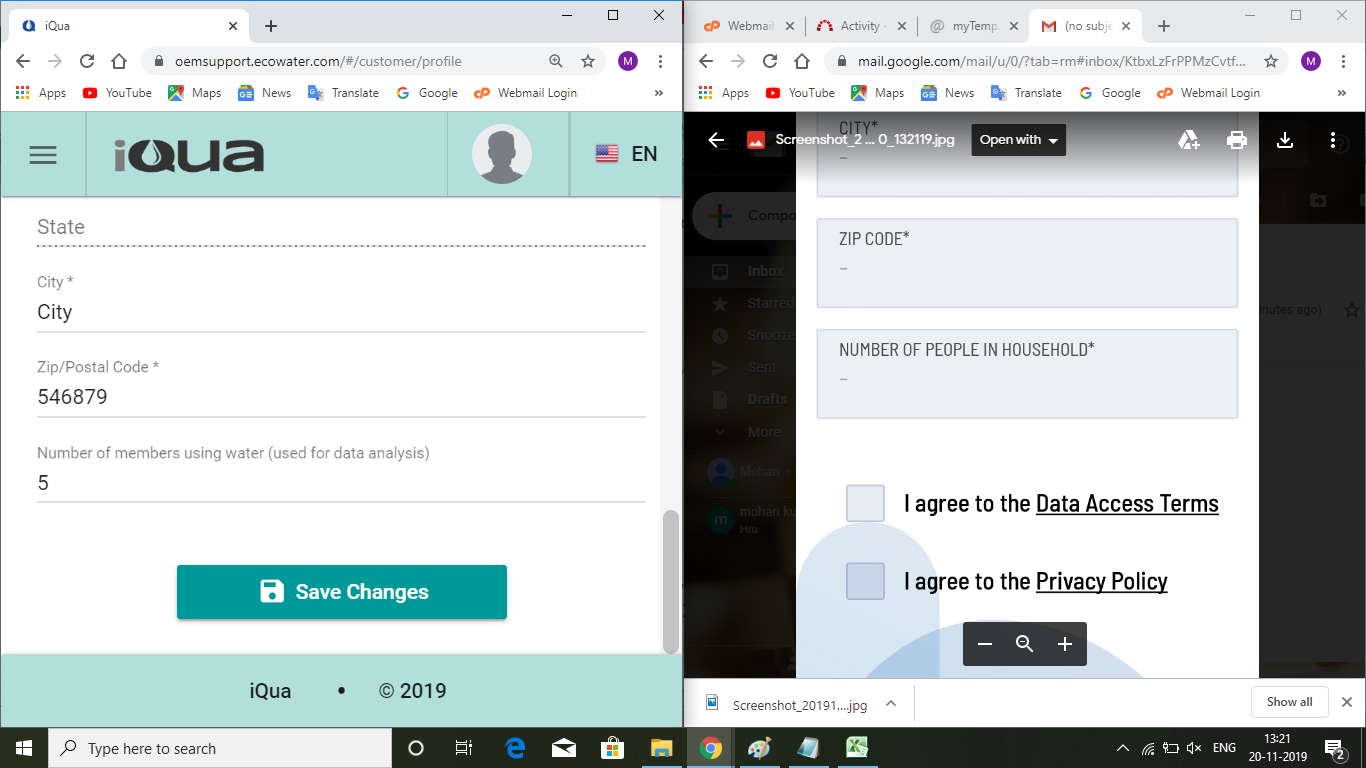 iQua
oemsupport.ecowater.com/#/customer/profile
M
Apps YouTube Maps News Translate Google Webmail Login »
iQua
EN
State
City *
City
Zip/Postal Code *
546879
Number of members using water (used for data analysis)
5
Save Changes
iQua • © 2019
Webmail Activity - myTemp (no subje
mail.google.com/mail/u/0/?tab=rm#inbox/KtbxLzFrPPMzCvtf...
M
Apps YouTube Maps News Translate Google Webmail Login »
Screenshot_2 ... 0_132119.jpg Open with
CITY*
–
ZIP CODE*
–
NUMBER OF PEOPLE IN HOUSEHOLD*
–
I agree to the Data Access Terms
I agree to the Privacy Policy
Compo
Inbox
Starred
Snooze
Sent
Drafts
More
Mohan
m
mohan ku
Hru
nutes ago)
Screenshot_20191....jpg
Show all
Type here to search
ENG
13:21
20-11-2019
2